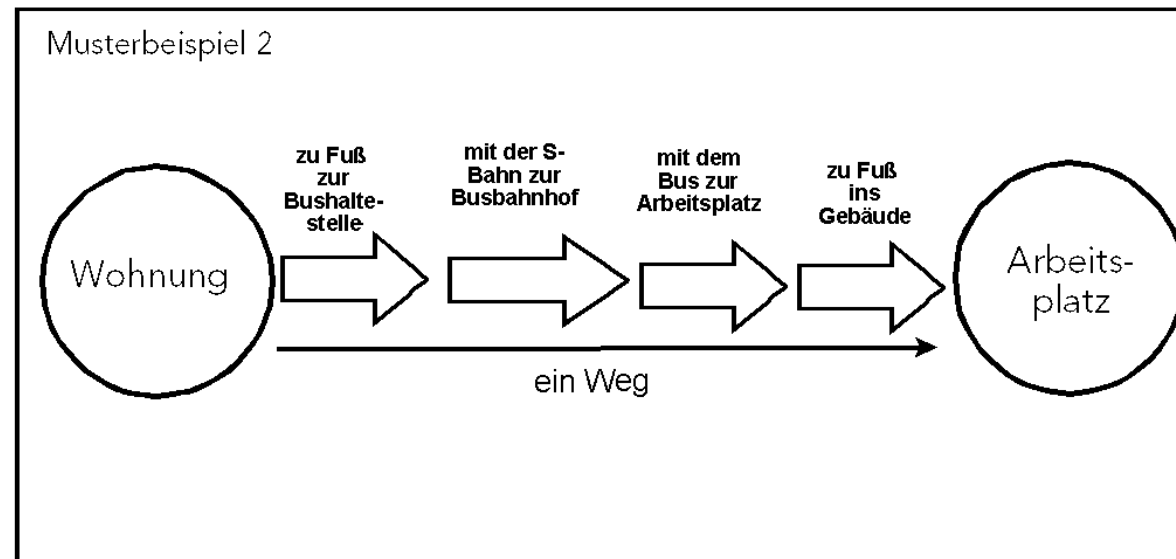 Musterbeispiel 2
zu Fuß
zur
Bushalte-
stelle
mit der S-
Bahn zur
Busbahnhof
mit dem
Bus zur
Arbeitsplatz
zu Fuß
ins
Gebäude
Wohnung
Arbeits-
platz
ein Weg